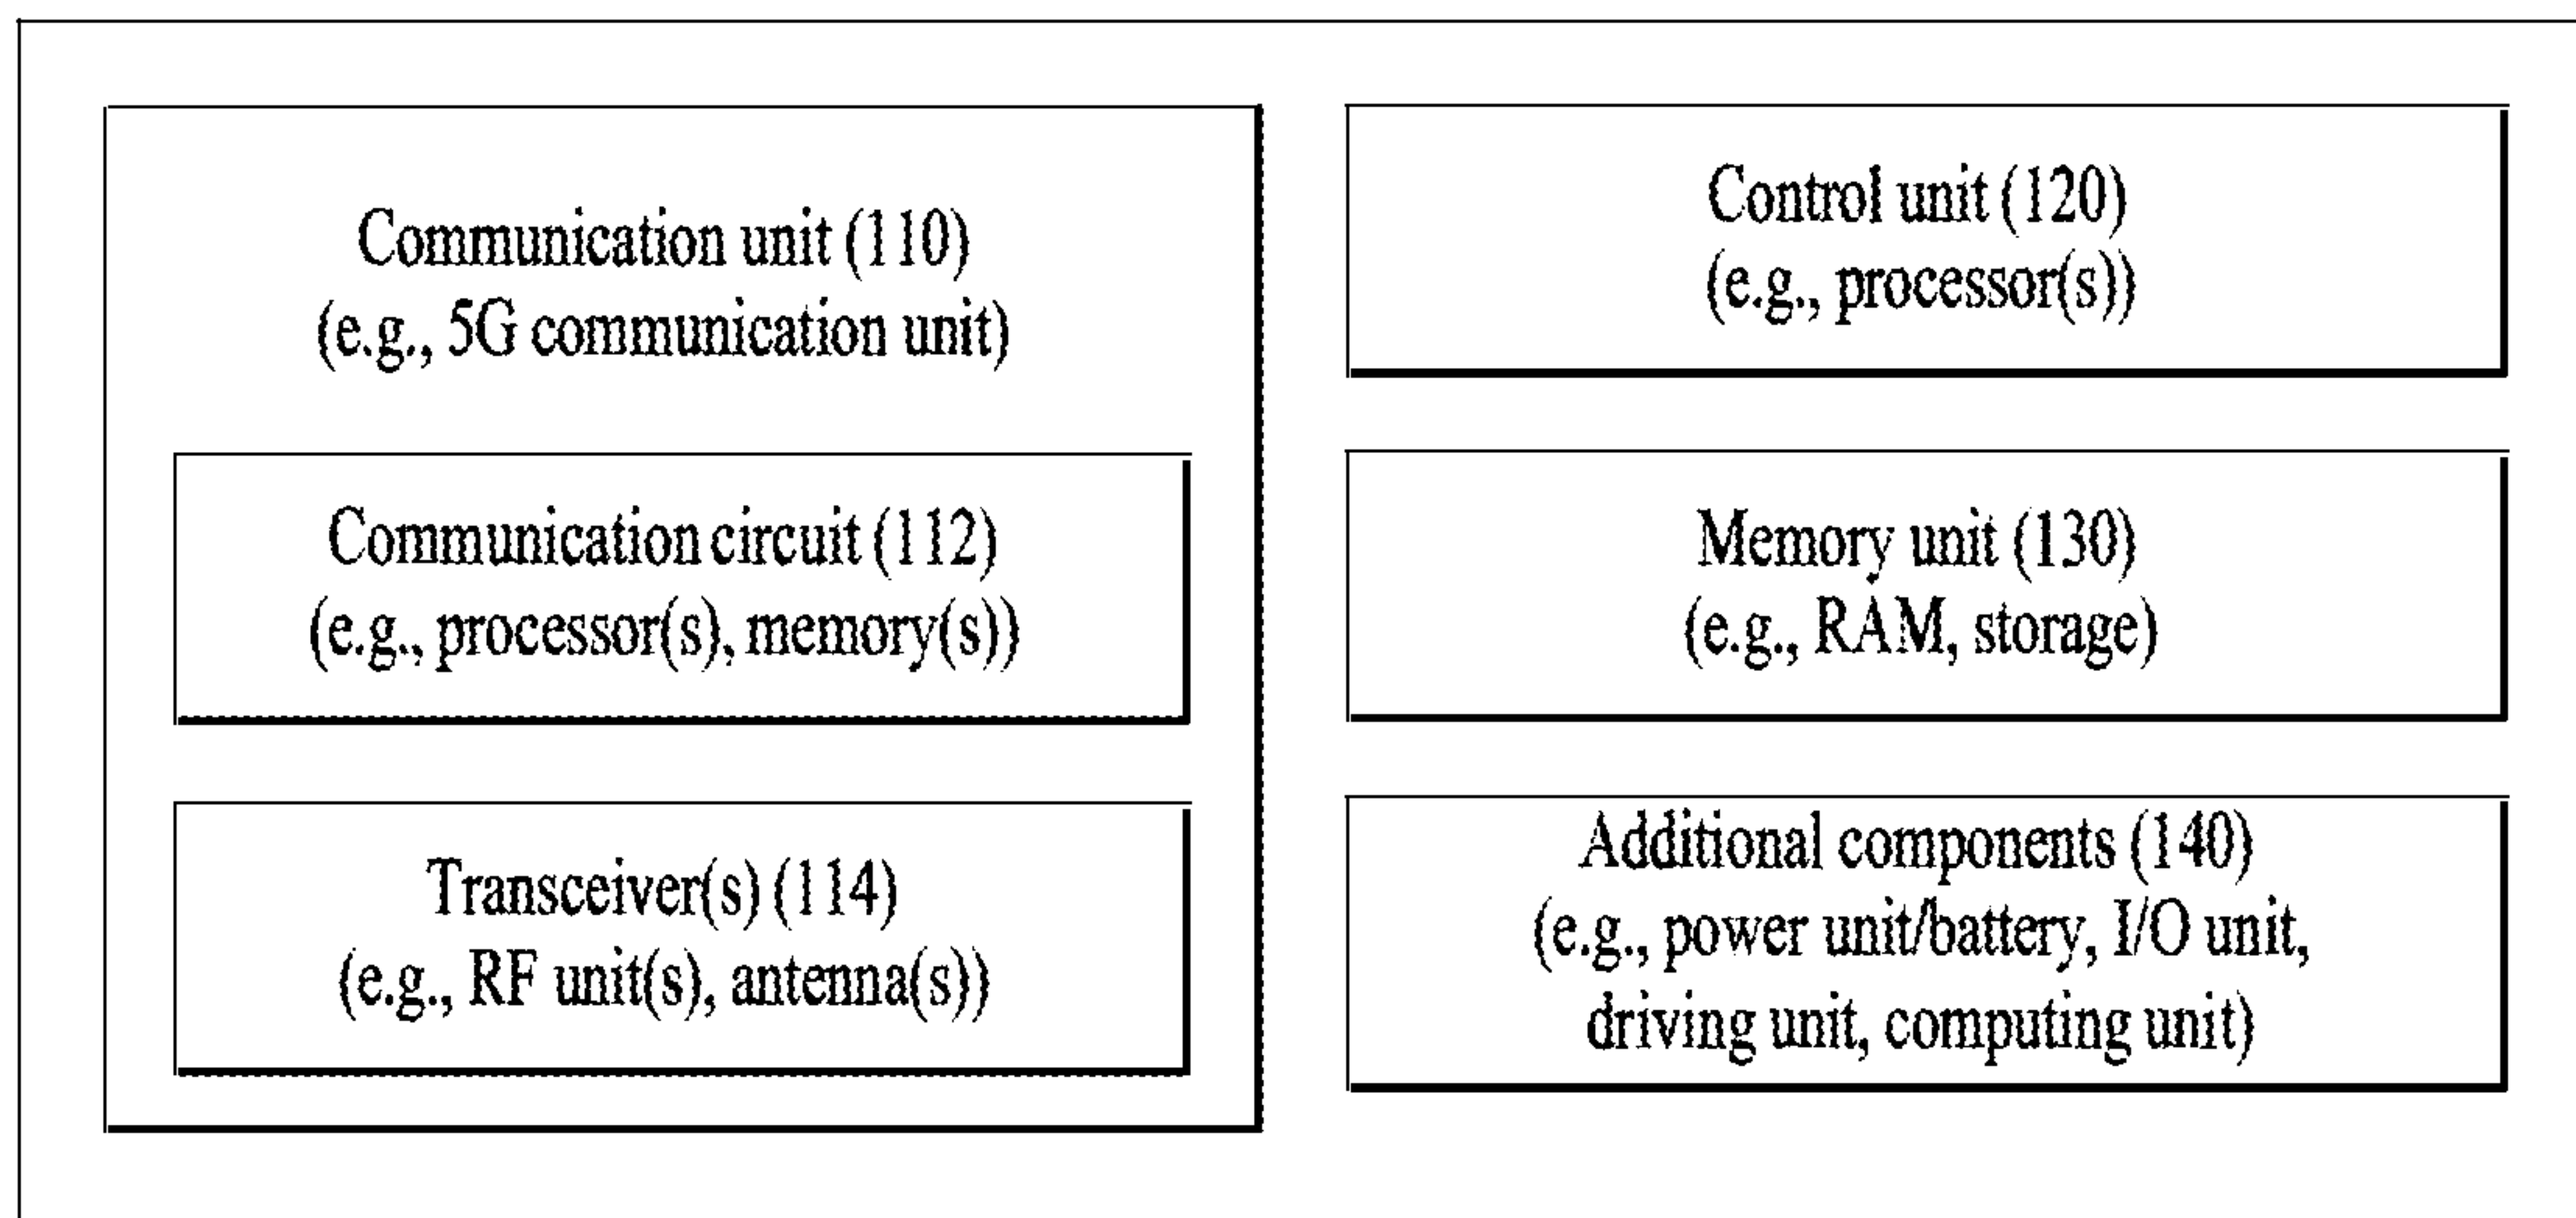 Communication unit (110)
(e.g., 5G communication unit)
Communication circuit (112)
(e.g., processor(s), memory(s))
Transceiver(s) (114)
(e.g., RF unit(s), antenna(s))
Control unit (120)
(e.g., processor(s))
Memory unit (130)
(e.g., RAM, storage)
Additional components (140)
(e.g., power unit/battery, I/O unit,
driving unit, computing unit)